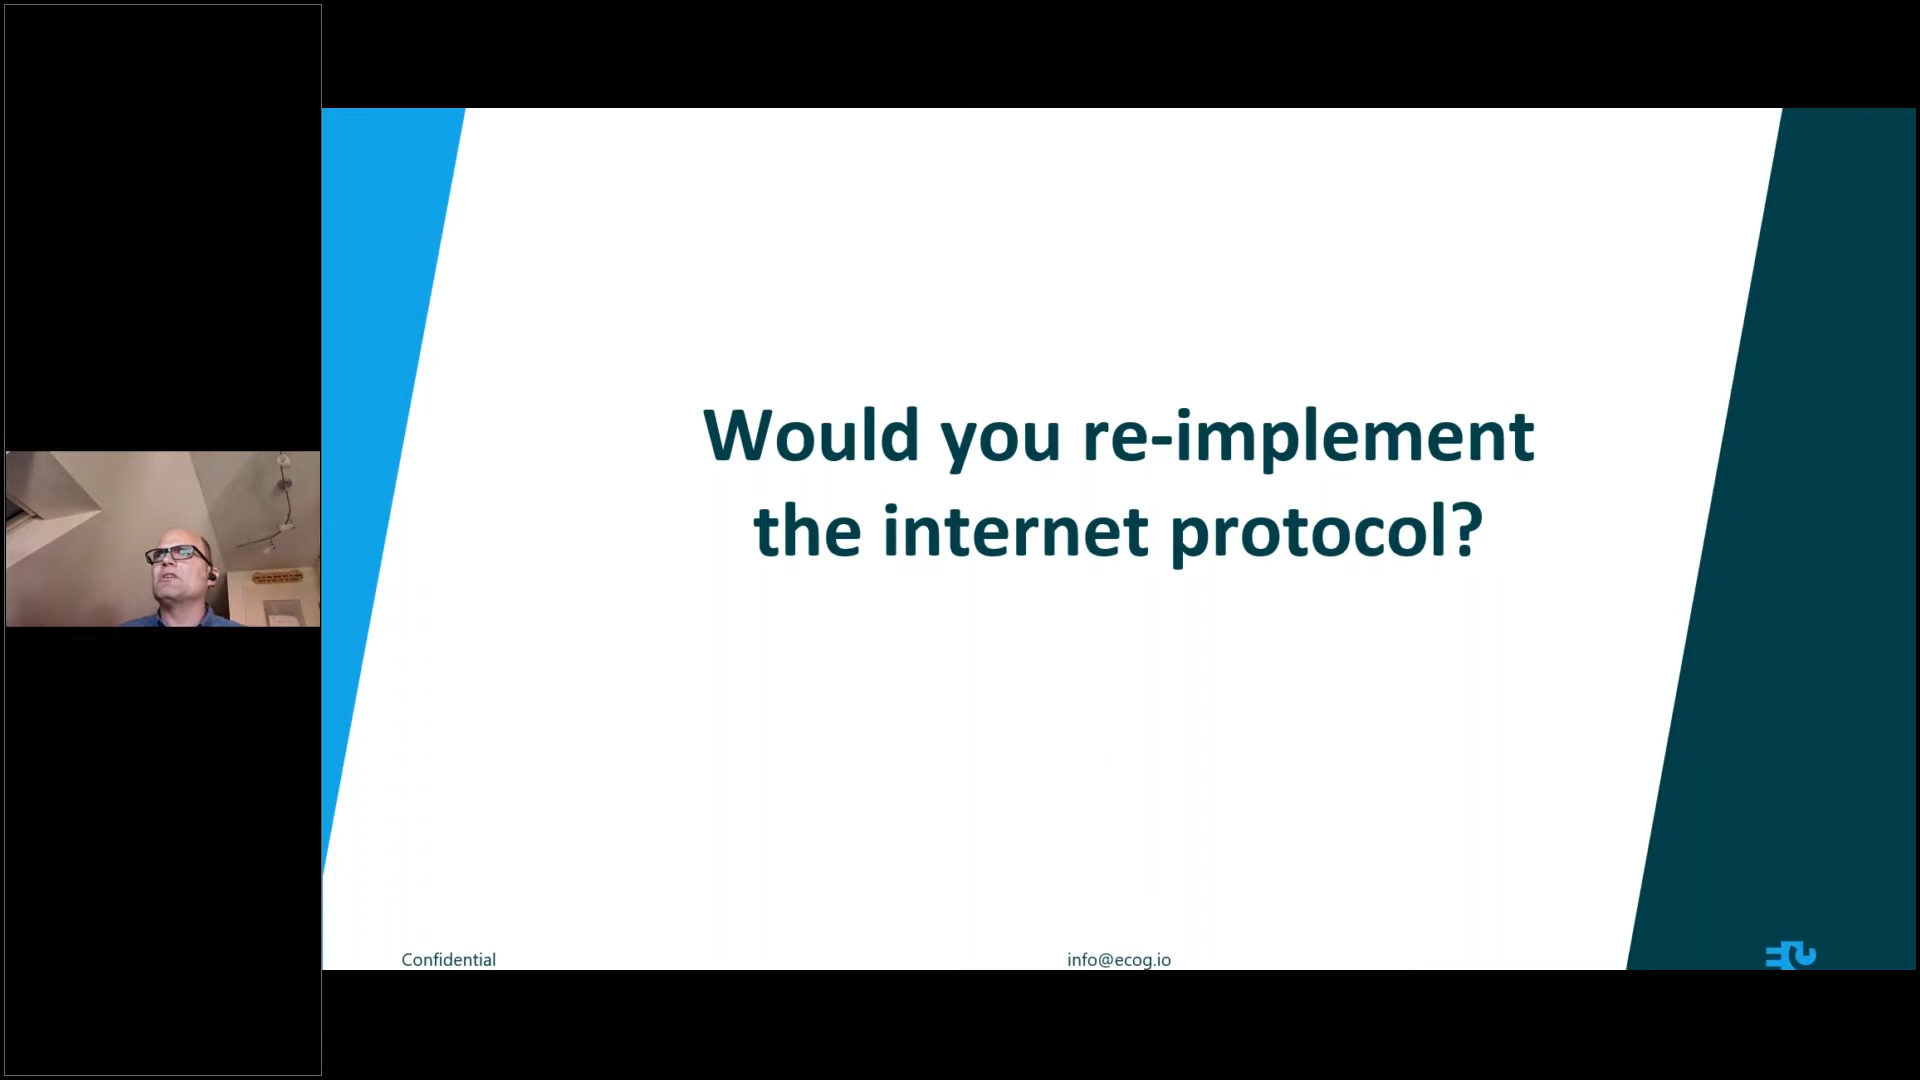 Would you re-implement
the internet protocol?
Confidential
info@ecog.io